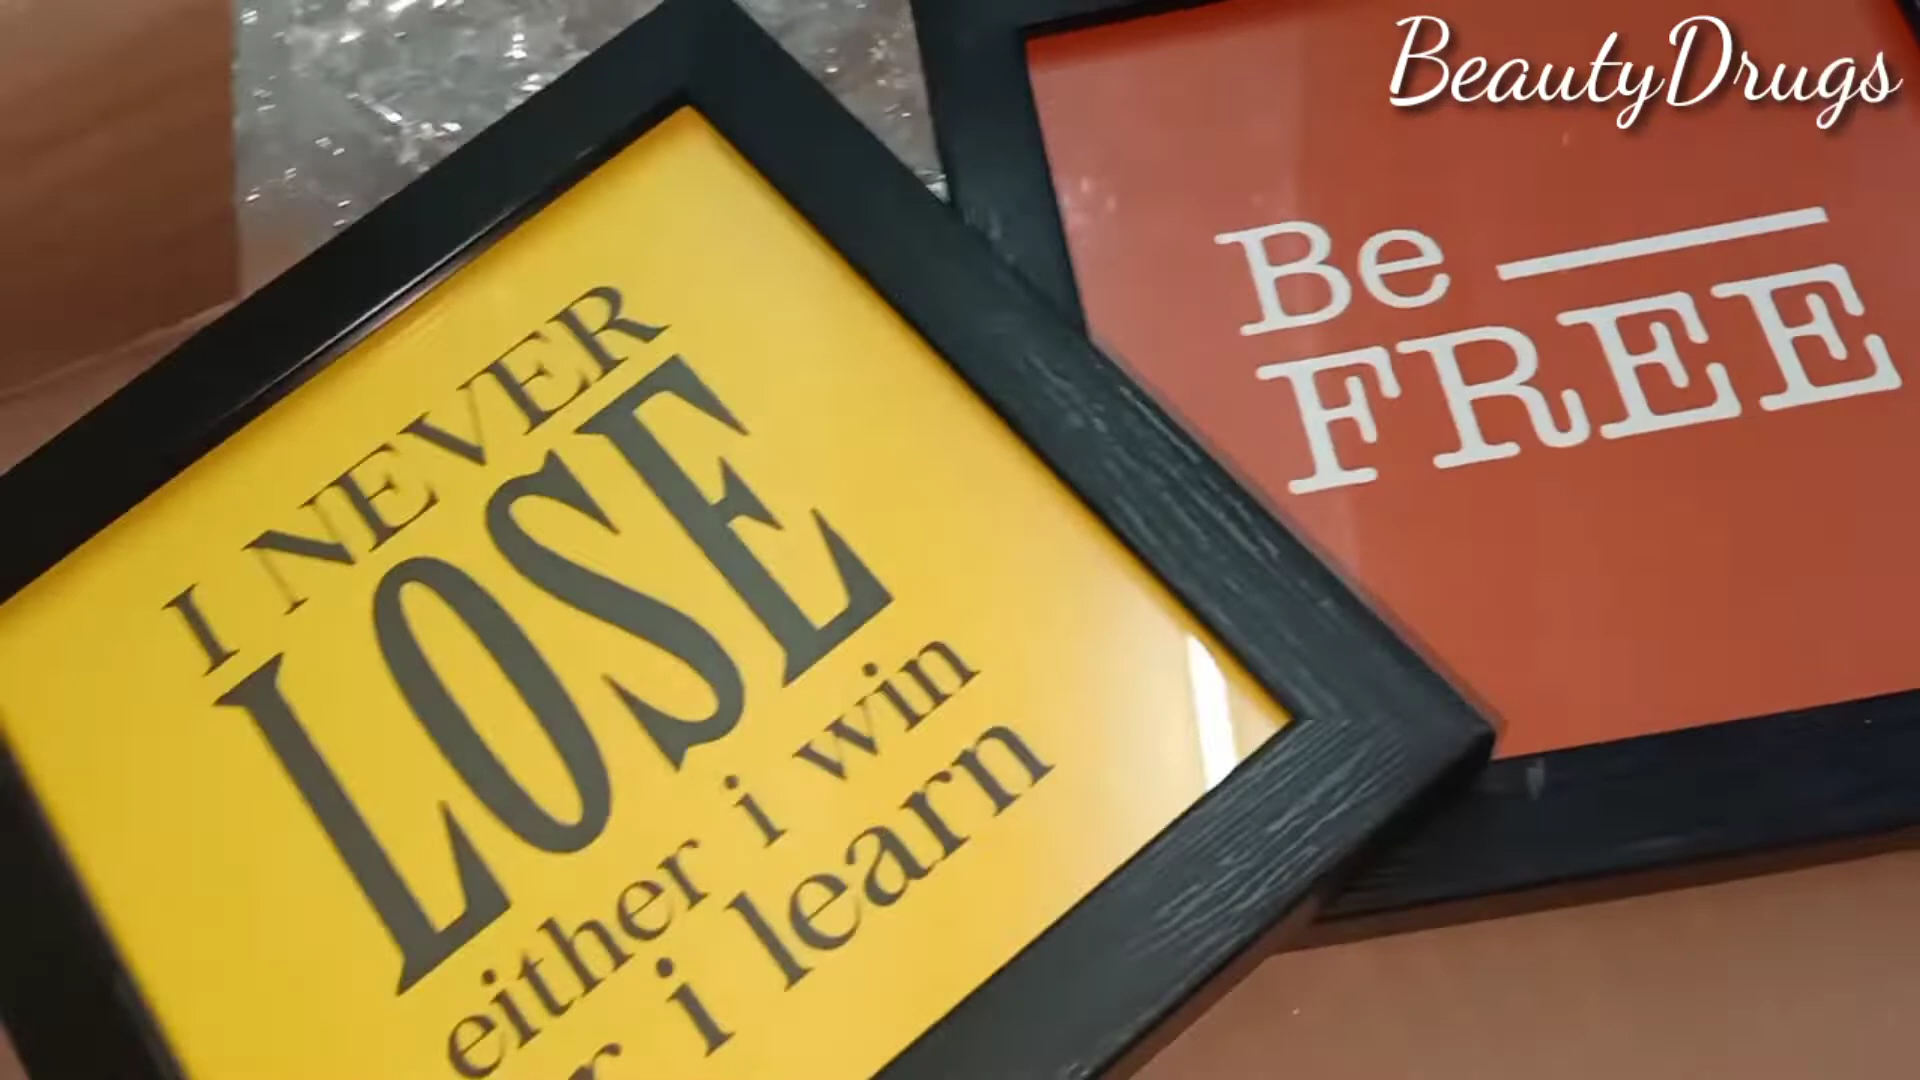 BeautyDrugs
I NEVER
LOSE
either i win
i learn
Be
FREE